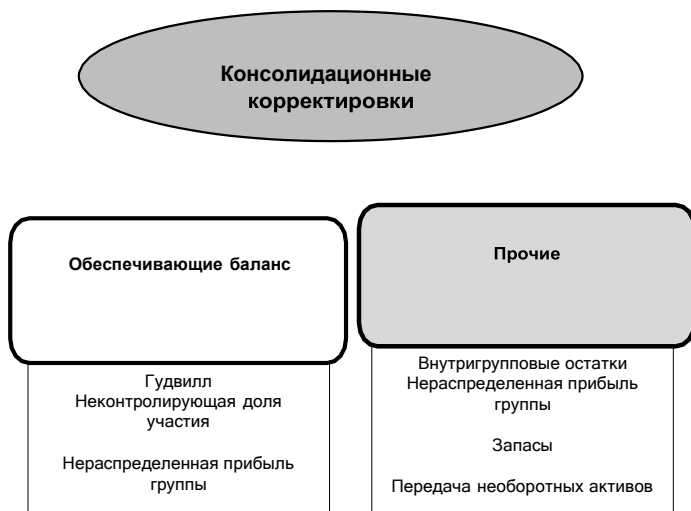 Консолидационные
корректировки
Обеспечивающие баланс
Гудвилл
Неконтролирующая доля
участия
Нераспределенная прибыль
группы
Прочие
Внутригрупповые остатки
Нераспределенная прибыль
группы
Запасы
Передача необоротных активов